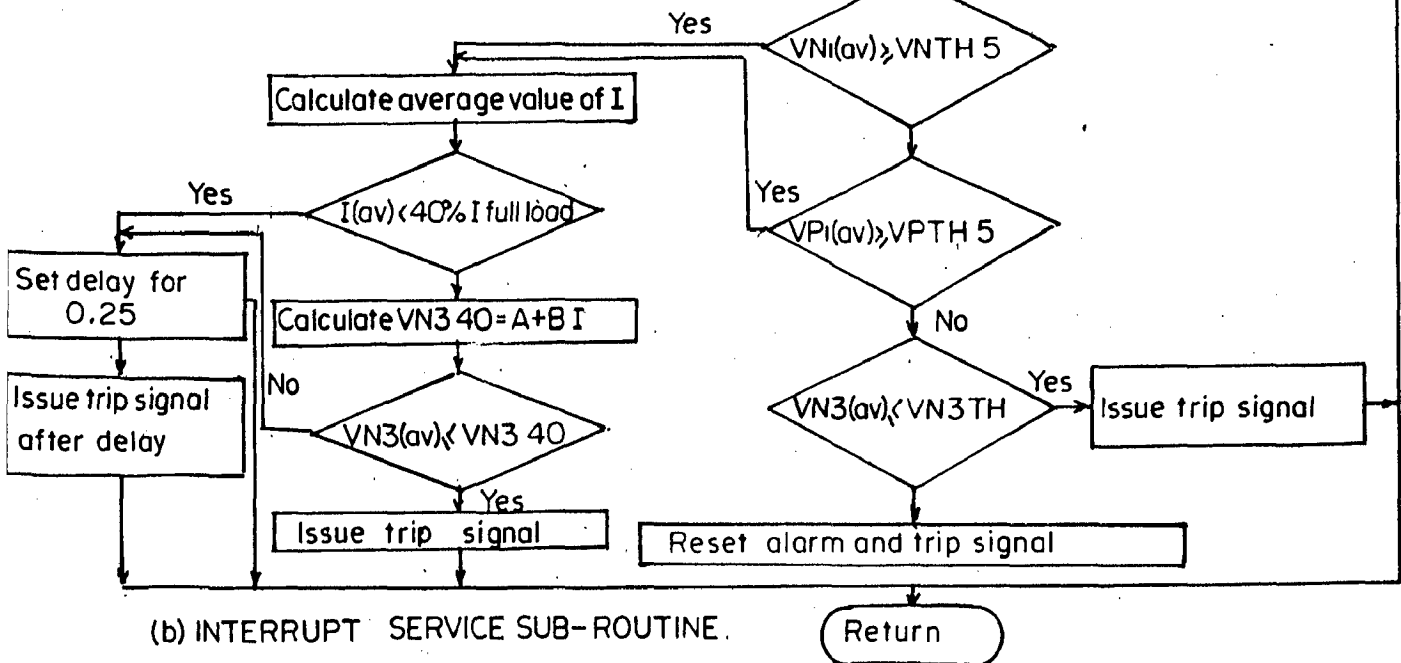 Yes
VN1(av)⩾VNTH 5
Calculate average value of I
Yes
I(av)<40% I full load
Yes
VP1(av)⩾VPTH 5
Set delay for
0.25
Calculate VN3 40=A+B I
No
Issue trip signal
after delay
No
VN3(av)⩽VN3 40
VN3(av)⩽VN3TH
Yes
Issue trip signal
Yes
Issue trip signal
Reset alarm and trip signal
(b) INTERRUPT SERVICE SUB-ROUTINE.
Return